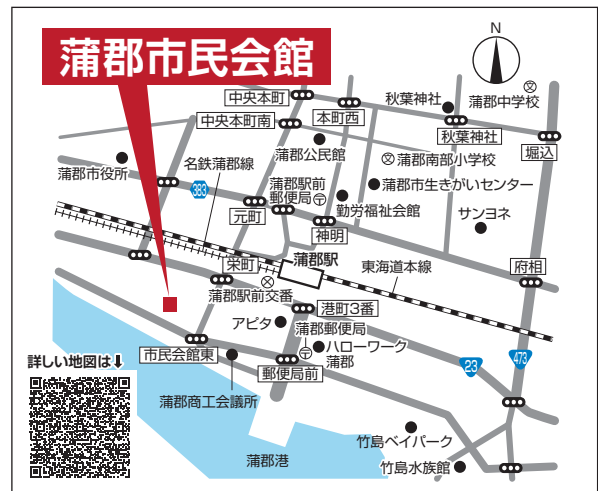 蒲郡市民会館
N
中央本町
本町西
秋葉神社
蒲郡中学校
中央本町南
秋葉神社
堀込
蒲郡公民館
蒲郡南部小学校
蒲郡市役所
名鉄蒲郡線
383
蒲郡駅前
郵便局
蒲郡市生きがいセンター
元町
勤労福祉会館
神明
サンヨネ
栄町
蒲郡駅
東海道本線
府相
蒲郡駅前交番
港町3番
アピタ
蒲郡郵便局
ハローワーク
蒲郡
市民会館東
郵便局前
23
473
詳しい地図は⬇
蒲郡商工会議所
竹島ベイパーク
蒲郡港
竹島水族館